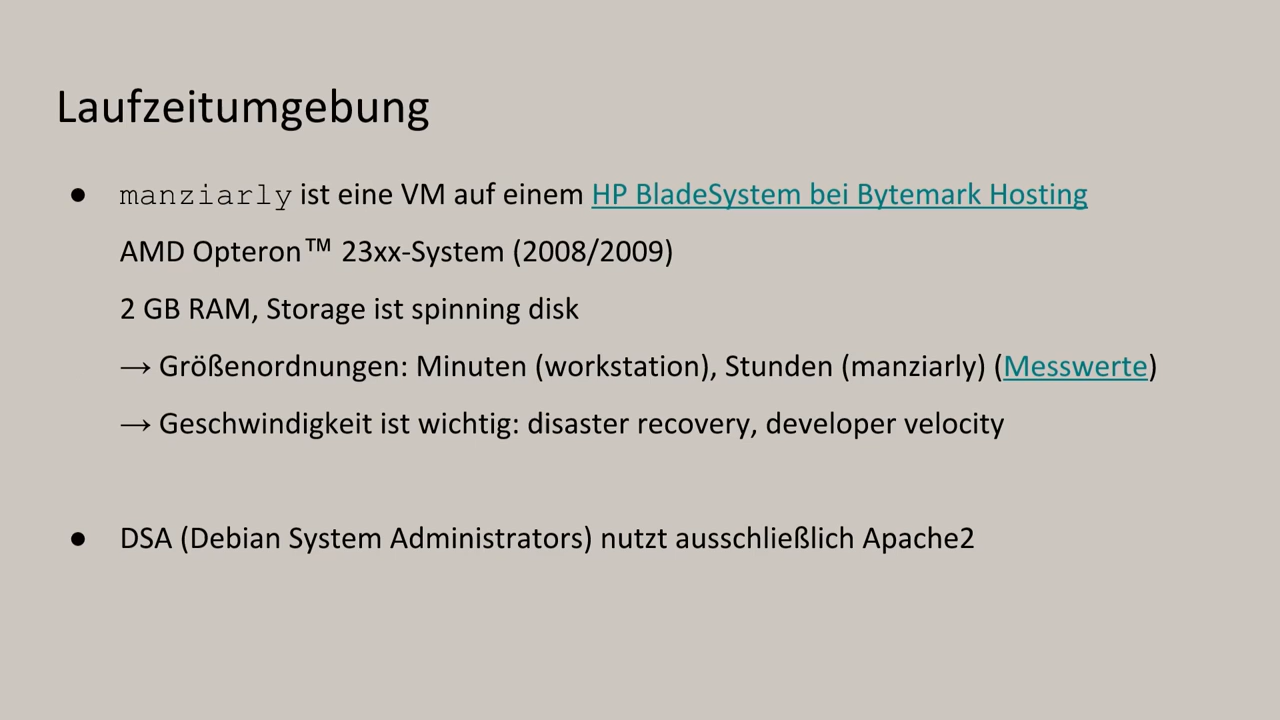 Laufzeitumgebung
● manziarly ist eine VM auf einem HP BladeSystem bei Bytemark Hosting
AMD Opteron™ 23xx-System (2008/2009)
2 GB RAM, Storage ist spinning disk
→ Größenordnungen: Minuten (workstation), Stunden (manziarly) (Messwerte)
→ Geschwindigkeit ist wichtig: disaster recovery, developer velocity
● DSA (Debian System Administrators) nutzt ausschließlich Apache2